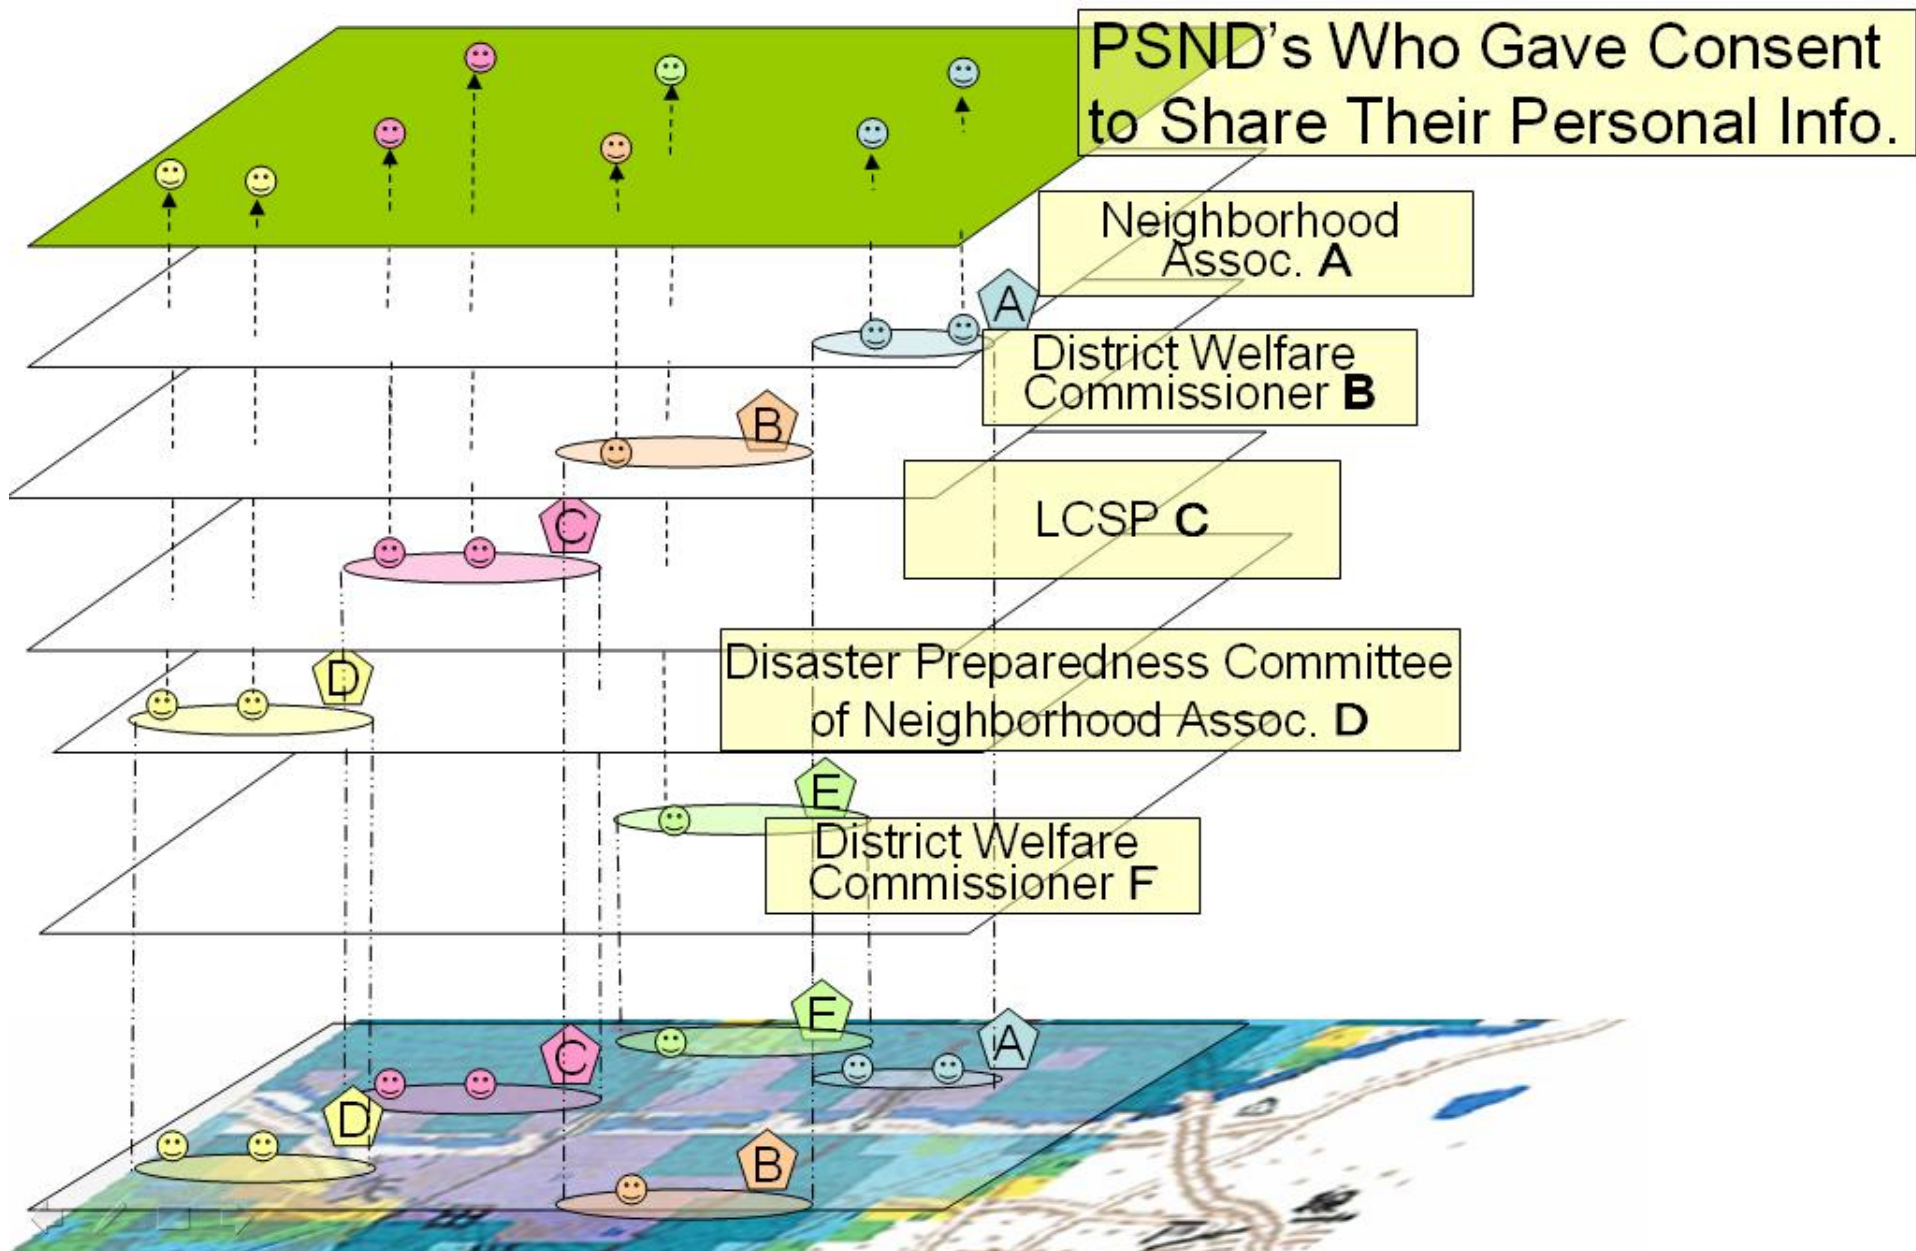 PSND’s Who Gave Consent
to Share Their Personal Info.
Neighborhood
Assoc. A
A
District Welfare
Commissioner B
B
LCSP C
C
Disaster Preparedness Committee
of Neighborhood Assoc. D
D
E
District Welfare
Commissioner F
E
A
C
D
B